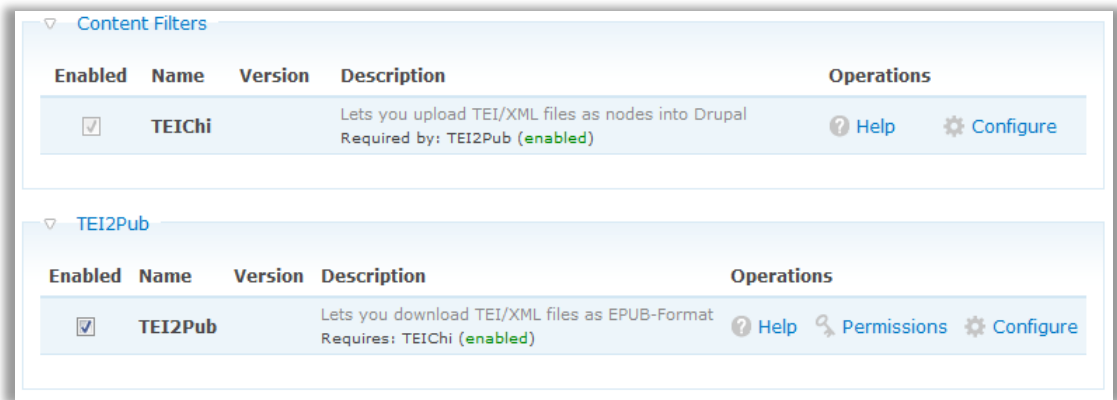 Content Filters
Enabled Name Version Description Operations
TEIChi Lets you upload TEI/XML files as nodes into Drupal Help Configure
Required by: TEI2Pub (enabled)
TEI2Pub
Enabled Name Version Description Operations
TEI2Pub Lets you download TEI/XML files as EPUB-Format Help Permissions Configure
Requires: TEIChi (enabled)